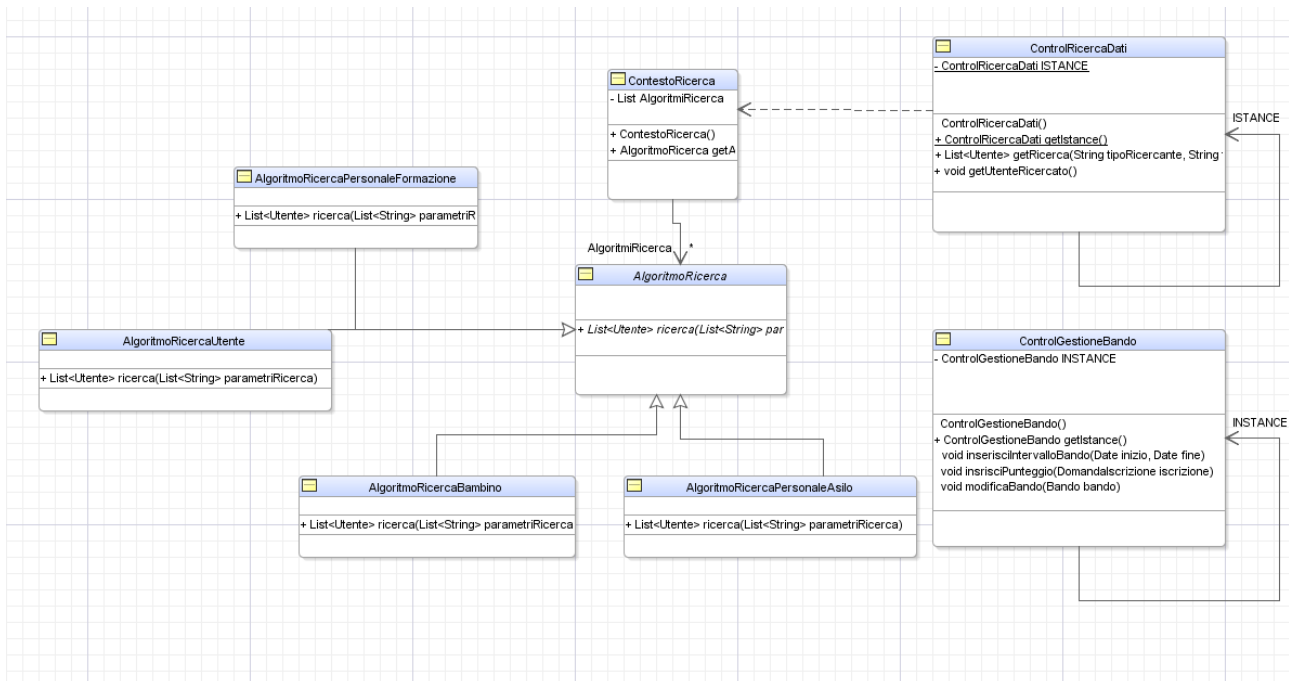 ContestoRicerca
- List AlgoritmiRicerca
+ ContestoRicerca()
+ AlgoritmoRicerca getA
ControlRicercaDati
- ControlRicercaDati ISTANCE
ControlRicercaDati()
+ ControlRicercaDati getIstance()
+ List<Utente> getRicerca(String tipoRicercante, String
+ void getUtenteRicercato()
ISTANCE
AlgoritmoRicercaPersonaleFormazione
+ List<Utente> ricerca(List<String> parametriR
AlgoritmiRicerca
*
AlgoritmoRicerca
+ List<Utente> ricerca(List<String> par
AlgoritmoRicercaUtente
+ List<Utente> ricerca(List<String> parametriRicerca)
ControlGestioneBando
- ControlGestioneBando INSTANCE
ControlGestioneBando()
+ ControlGestioneBando getIstance()
void inserisciIntervalloBando(Date inizio, Date fine)
void insrisciPunteggio(DomandaIscrizione iscrizione)
void modificaBando(Bando bando)
INSTANCE
AlgoritmoRicercaBambino
+ List<Utente> ricerca(List<String> parametriRicerca
AlgoritmoRicercaPersonaleAsilo
+ List<Utente> ricerca(List<String> parametriRicerca)